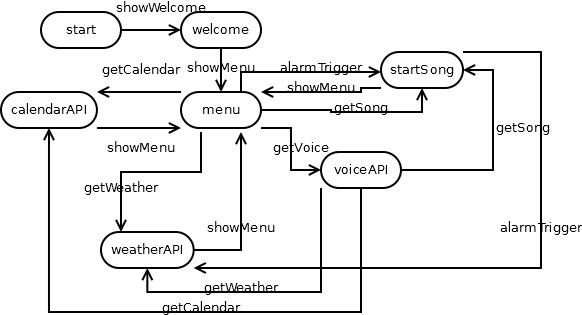 showWelcome
start
welcome
getCalendar
showMenu
alarmTrigger
startSong
showMenu
calendarAPI
menu
getSong
getSong
showMenu
getVoice
voiceAPI
getWeather
showMenu
alarmTrigger
weatherAPI
getWeather
getCalendar